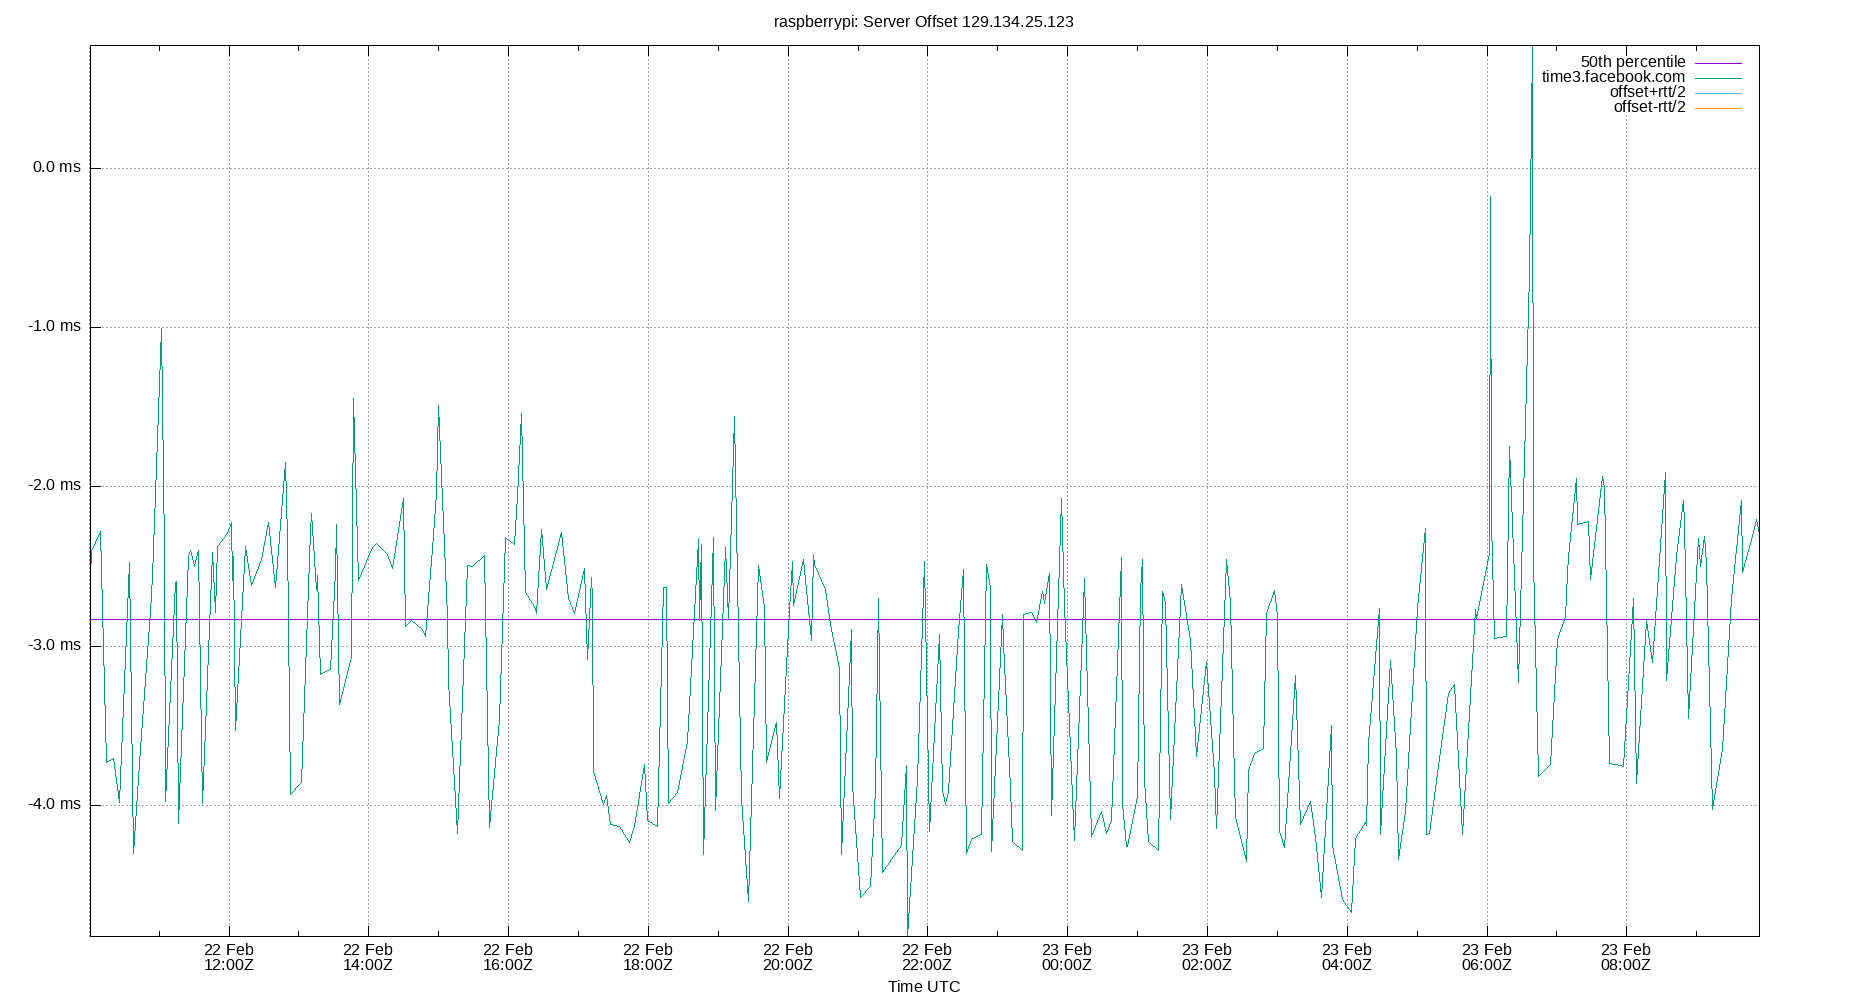 raspberrypi: Server Offset 129.134.25.123
50th percentile
time3.facebook.com
offset+rtt/2
offset-rtt/2
0.0 ms
-1.0 ms
-2.0 ms
-3.0 ms
-4.0 ms
22 Feb 22 Feb 22 Feb 22 Feb 22 Feb 22 Feb 23 Feb 23 Feb 23 Feb 23 Feb 23 Feb
12:00Z 14:00Z 16:00Z 18:00Z 20:00Z 22:00Z 00:00Z 02:00Z 04:00Z 06:00Z 08:00Z
Time UTC